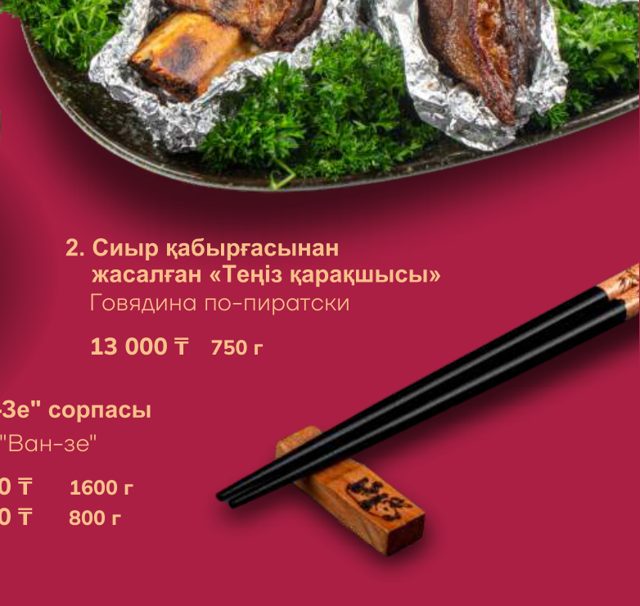 2. Сиыр қабырғасынан
жасалған «Теңіз қарақшысы»
Говядина по-пиратски
13 000 ₸ 750 г
-Зе" сорпасы
"Ван-зе"
0 ₸ 1600 г
0 ₸ 800 г